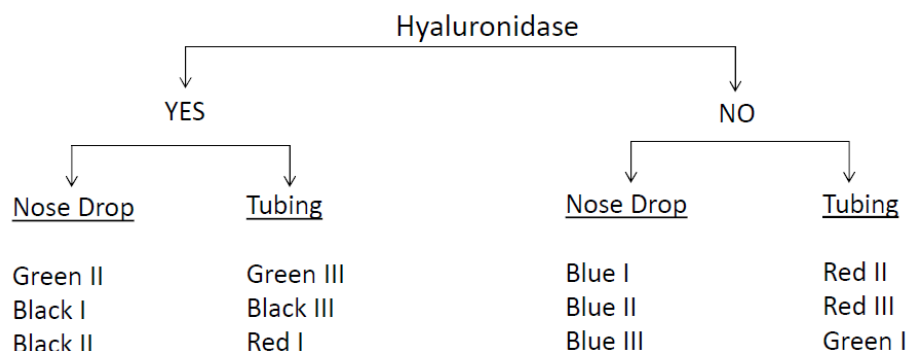 Hyaluronidase
YES NO
Nose Drop Tubing Nose Drop Tubing
Green II Green III Blue I Red II
Black I Black III Blue II Red III
Black II Red I Blue III Green I